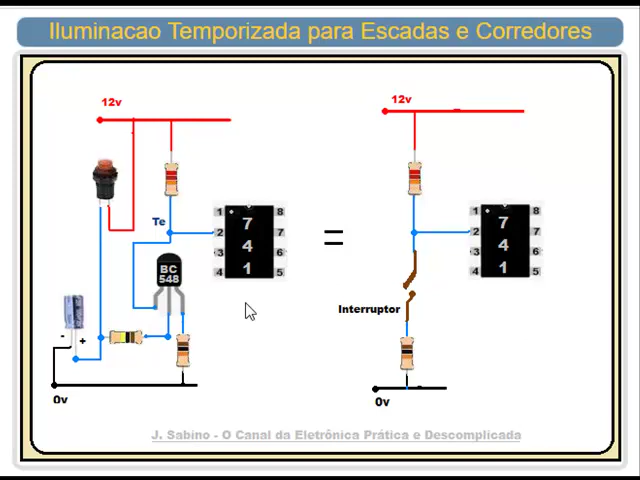 Iluminacao Temporizada para Escadas e Corredores
12v
12v
1 8
7
Te 2 7
4
3 6
1
4 5
BC
548
=
1 8
7
2 7
4
3 6
1
4 5
Interruptor
- +
0v
0v
J. Sabino - O Canal da Eletrônica Prática e Descomplicada